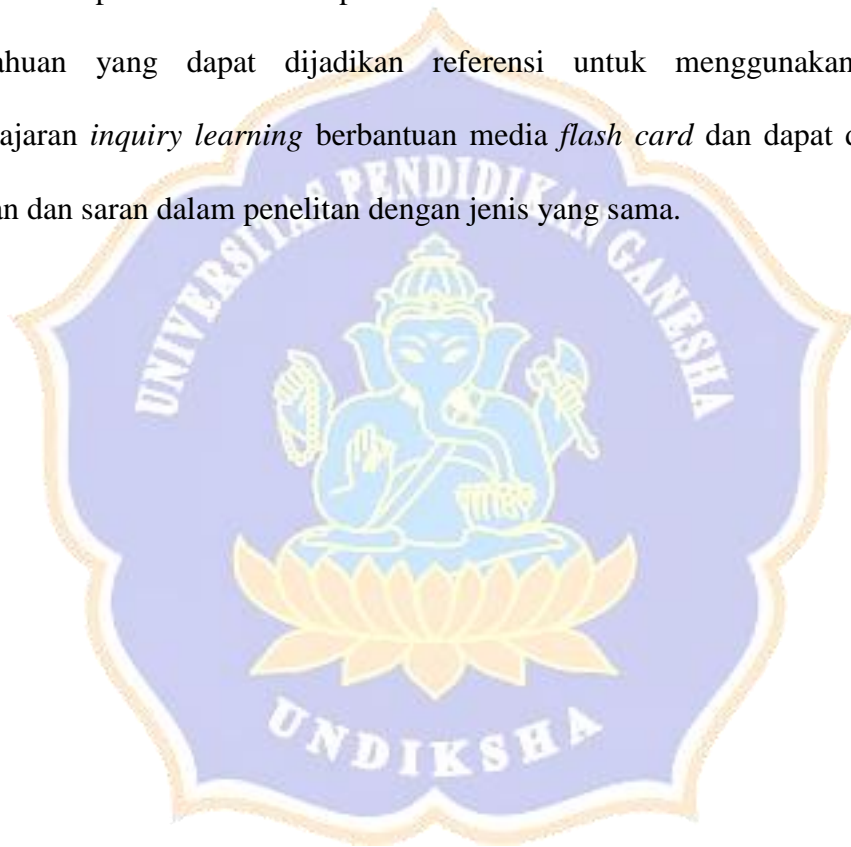 ahuan yang dapat dijadikan referensi untuk menggunakan
ajaran inquiry learning berbantuan media flash card dan dapat
an dan saran dalam penelitan dengan jenis yang sama.
UNIVERSITAS PENDIDIKAN GANESHA
UNDIKSHA